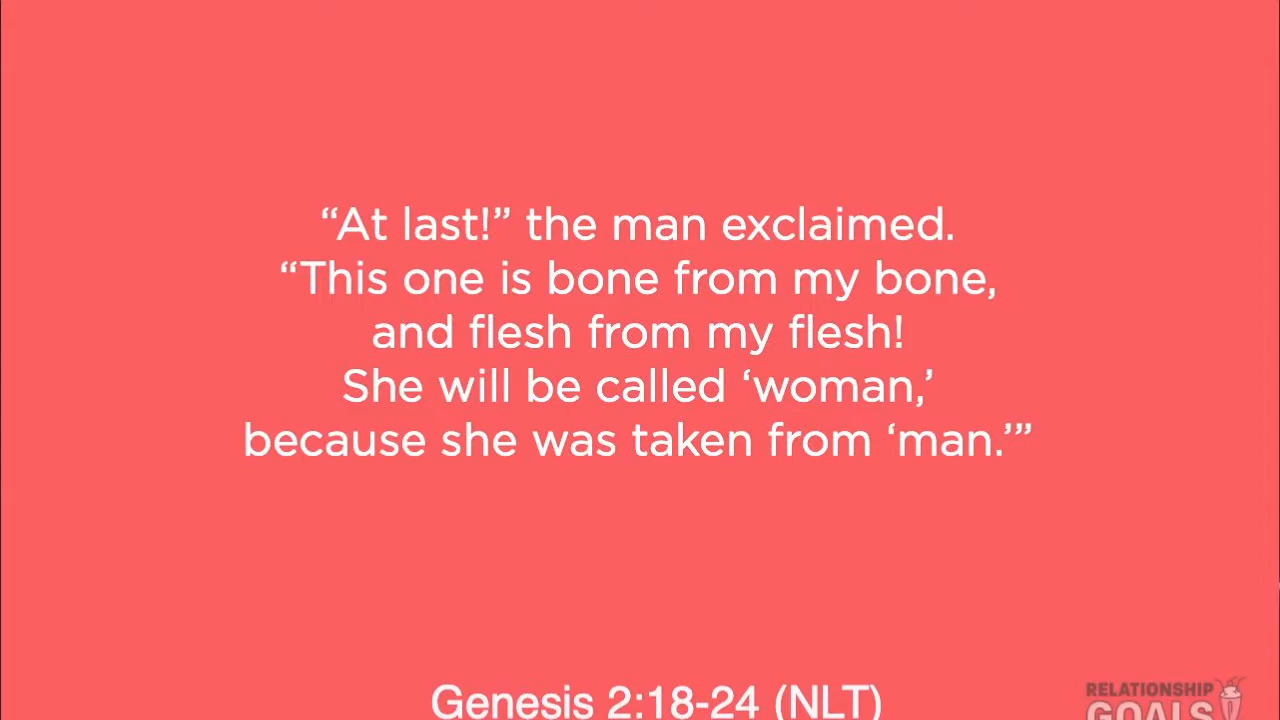 “At last!” the man exclaimed.
“This one is bone from my bone,
and flesh from my flesh!
She will be called ‘woman,’
because she was taken from ‘man.’”
Genesis 2:18-24 (NLT)
RELATIONSHIP
GOALS